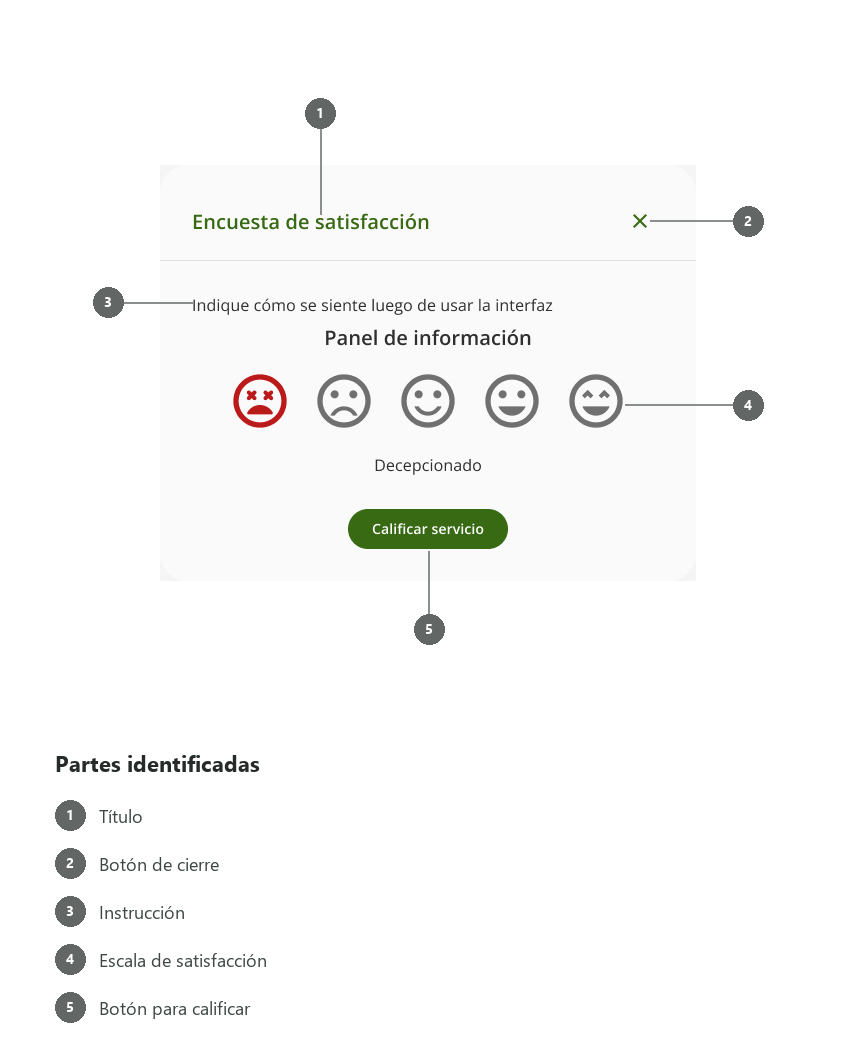 1
Encuesta de satisfacción
2
3
Indique cómo se siente luego de usar la interfaz
Panel de información
4
Decepcionado
Calificar servicio
5
Partes identificadas
1 Título
2 Botón de cierre
3 Instrucción
4 Escala de satisfacción
5 Botón para calificar